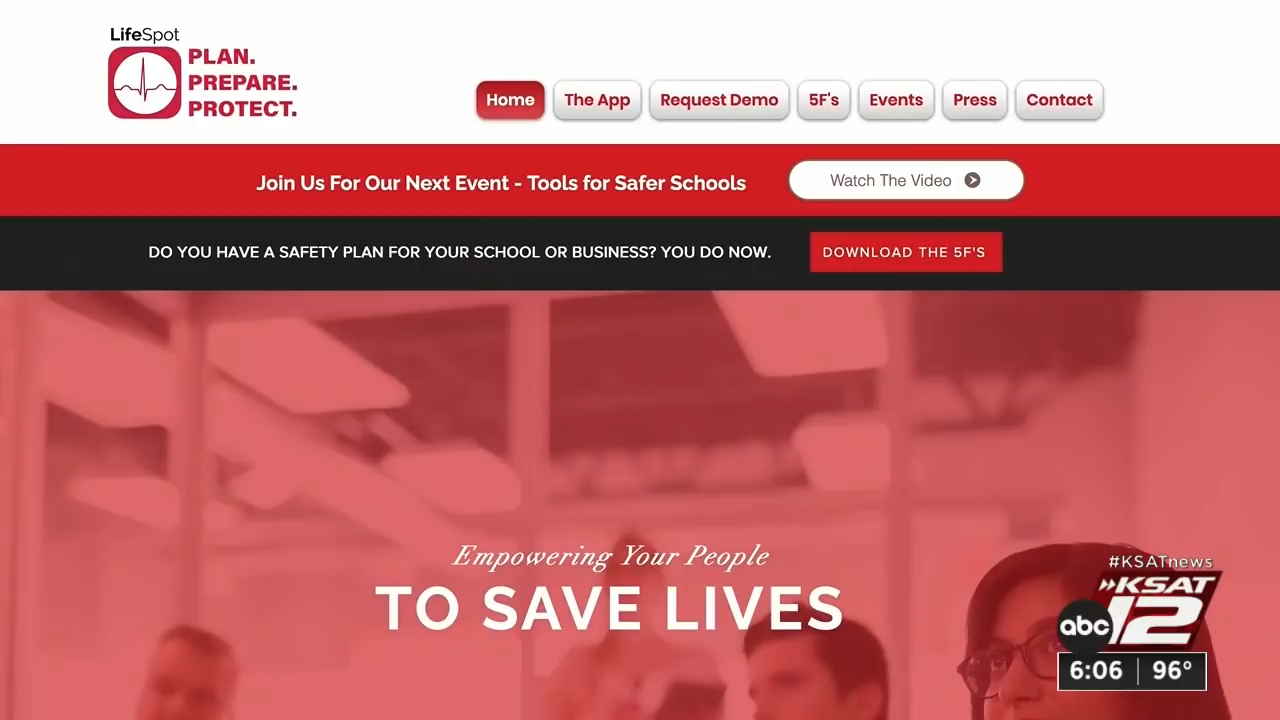 LifeSpot
PLAN.
PREPARE.
PROTECT.
Home The App Request Demo 5F's Events Press Contact
Join Us For Our Next Event - Tools for Safer Schools Watch The Video
DO YOU HAVE A SAFETY PLAN FOR YOUR SCHOOL OR BUSINESS? YOU DO NOW. DOWNLOAD THE 5F'S
Empowering Your People
TO SAVE LIVES
#KSATnews
KSAT
abc 12
6:06 96°